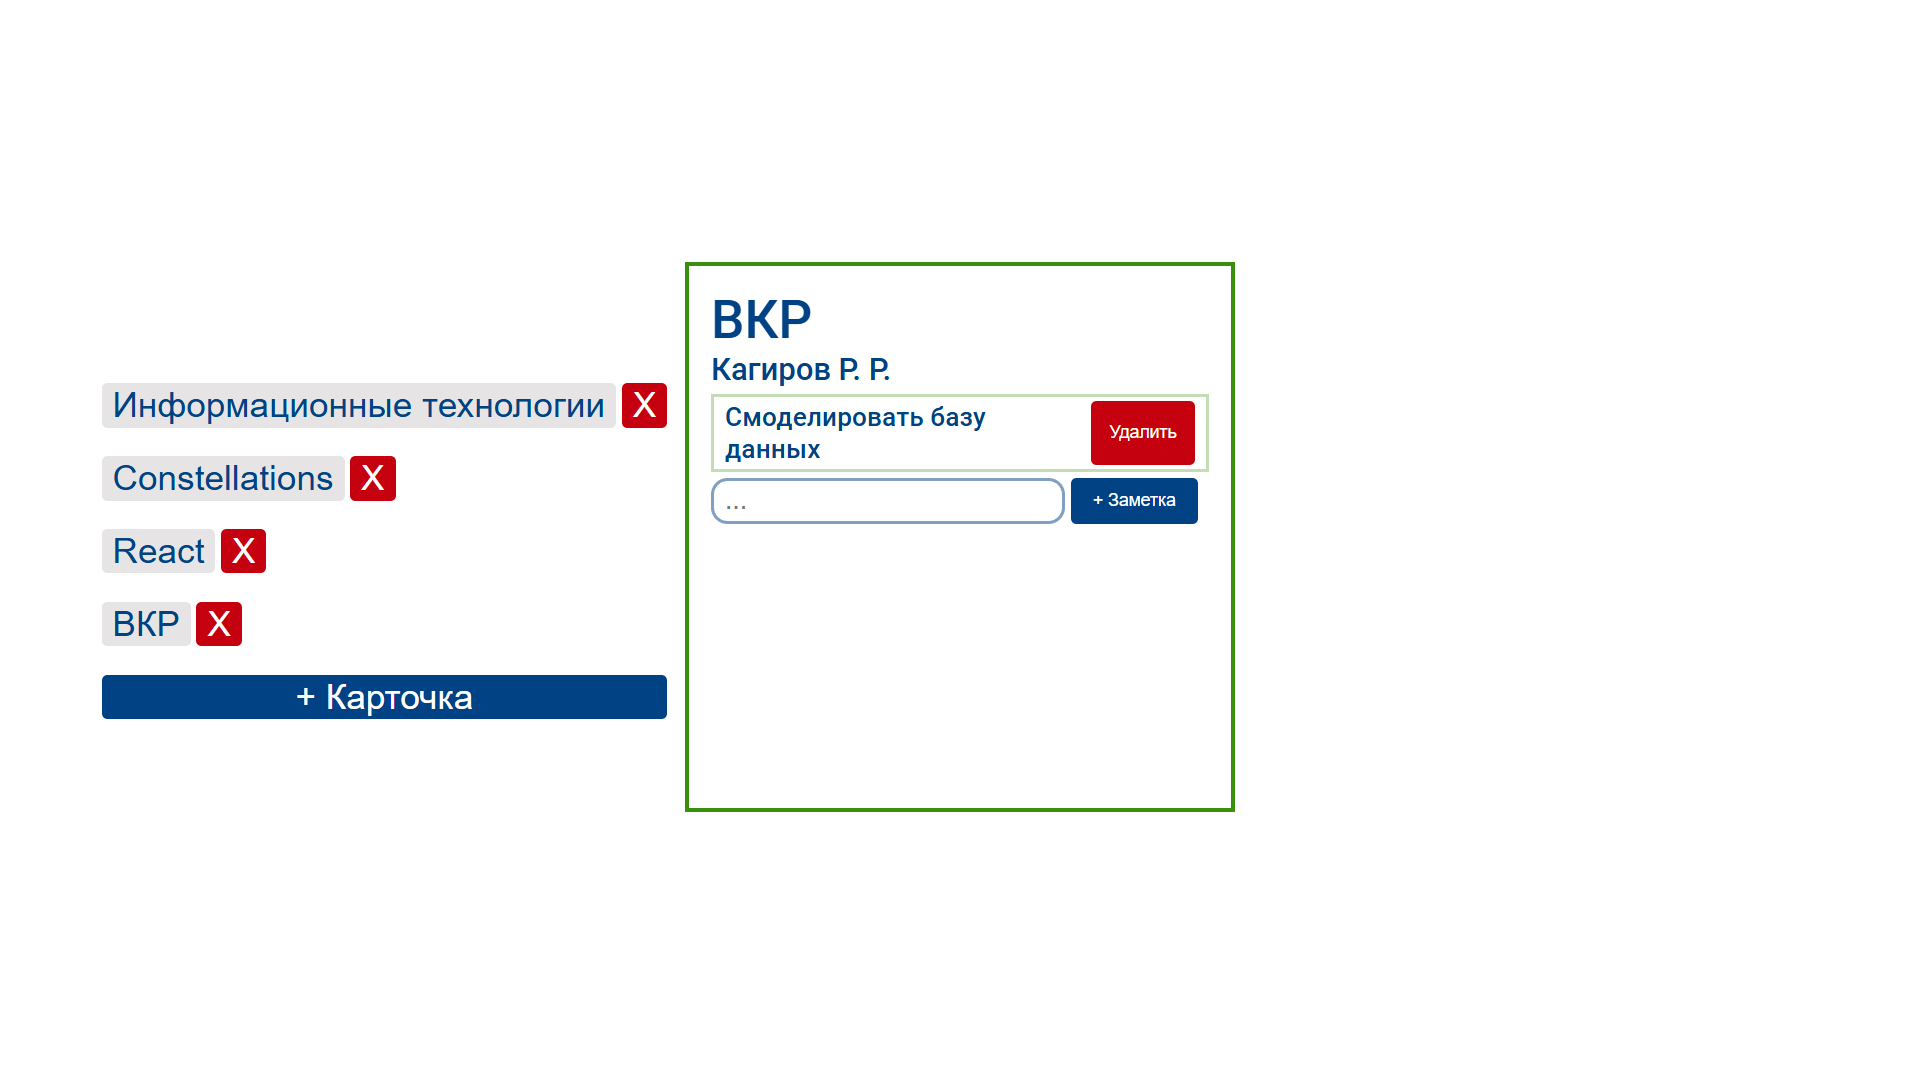 Информационные технологии X
Constellations X
React X
ВКР X
+ Карточка
ВКР
Кагиров Р. Р.
Смоделировать базу
данных
Удалить
...
+ Заметка